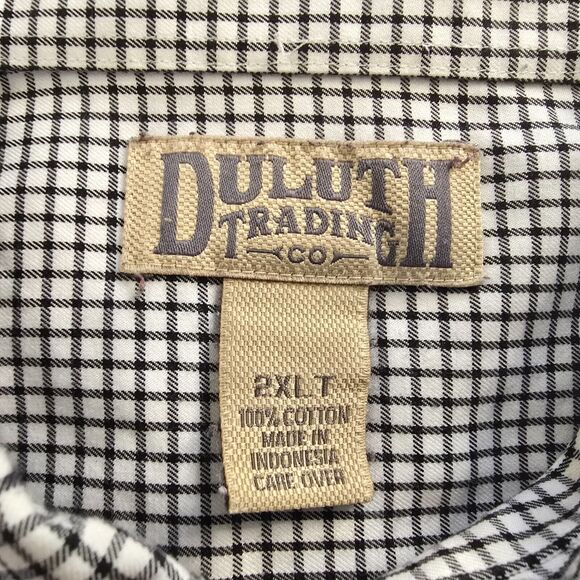 DULUTH
TRADING
CO
2XLT
100% COTTON
MADE IN
INDONESIA
CARE OVER